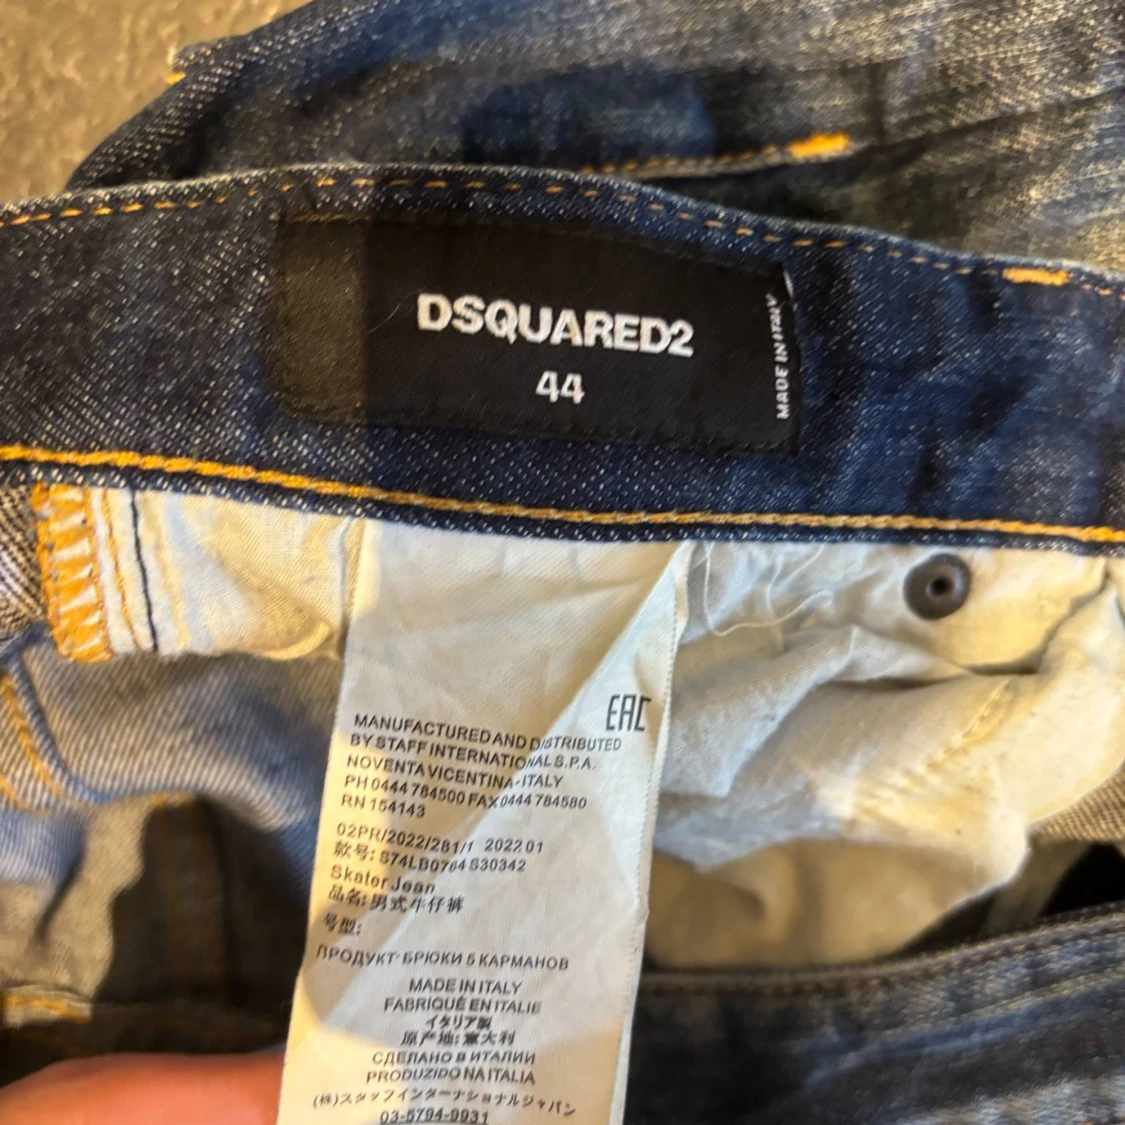 DSQUARED2
44
MADE IN ITALY
EAC
MANUFACTURED AND DISTRIBUTED
BY STAFF INTERNATIONAL S.P.A.
NOVENTA VICENTINA-ITALY
PH 0444 784500 FAX 0444 784580
RN 154143
02PR/2022/281/1 2022 01
款号: S74LB0764 S30342
Skater Jean
品名: 男式牛仔裤
号型:
ПРОДУКТ: БРЮКИ 5 КАРМАНОВ
MADE IN ITALY
FABRIQUÉ EN ITALIE
イタリア製
原产地: 意大利
СДЕЛАНО В ИТАЛИИ
PRODUZIDO NA ITALIA
(株)スタッフインターナショナルジャパン
03-5794-9931